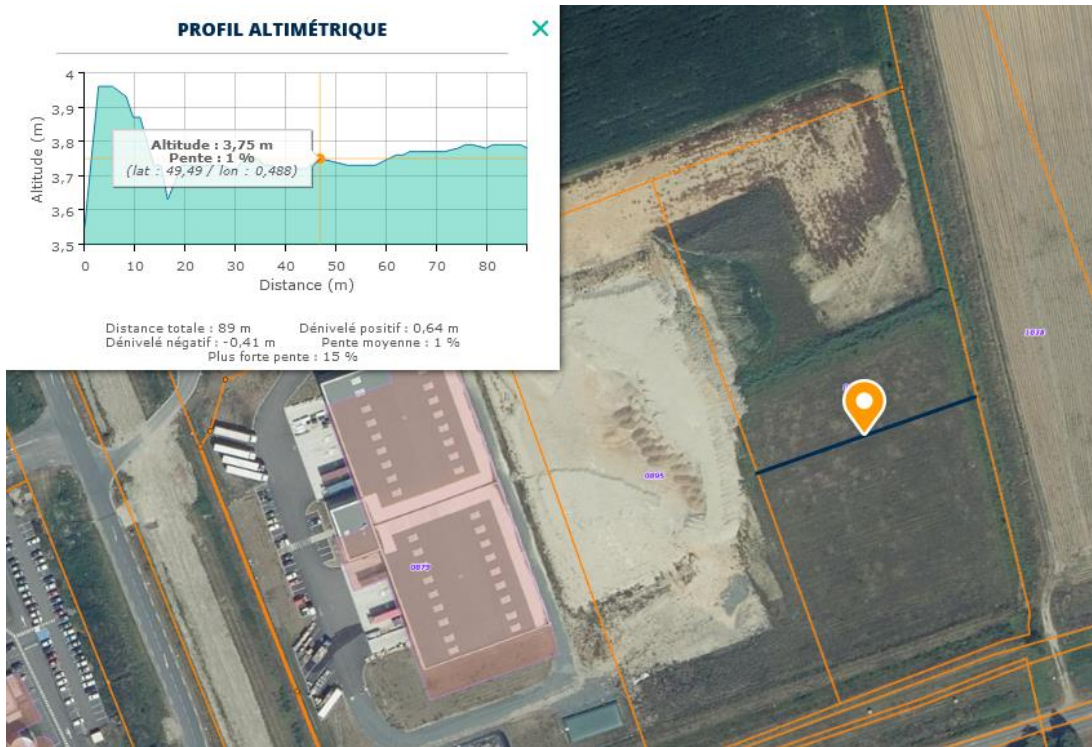 PROFIL ALTIMÉTRIQUE
Altitude (m)
4
3,9
3,8
3,7
3,6
3,5
Altitude : 3,75 m
Pente : 1 %
(lat : 49,49 / lon : 0,488)
0 10 20 30 40 50 60 70 80
Distance (m)
Distance totale : 89 m Dénivelé positif : 0,64 m
Dénivelé négatif : -0,41 m Pente moyenne : 1 %
Plus forte pente : 15 %
1038
0895
0879